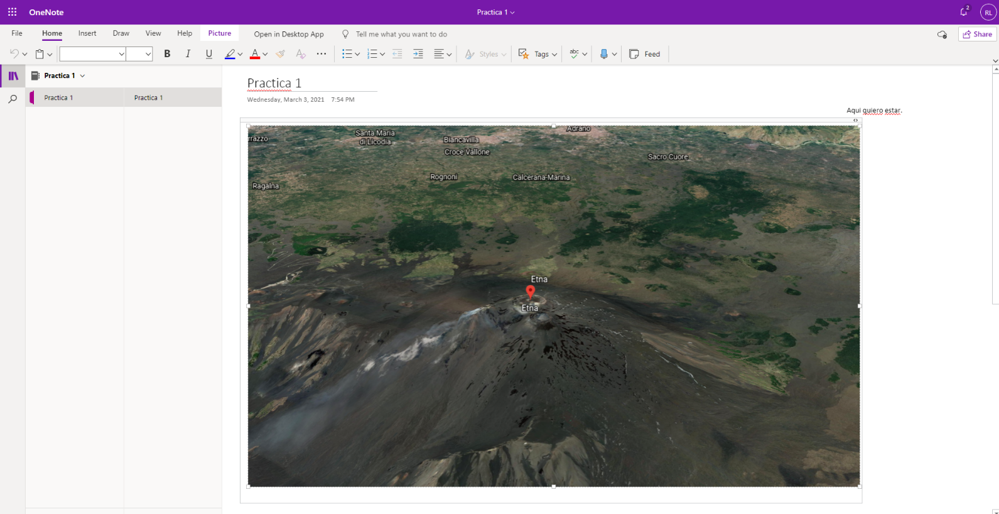 OneNote
Practica 1
2
RL
File Home Insert Draw View Help Picture Open in Desktop App Tell me what you want to do
Share
B I U A A ... Styles Tags abc Feed
Practica 1
Practica 1 Practica 1
Practica 1
Wednesday, March 3, 2021 7:54 PM
Aqui quiero estar.
Adrano
Santa Maria
di Licodia
rrazzo
Biancavilla
Croce Vallone
Sacro Cuore
Rognoni
Calcerana-Marina
Ragalna
Etna
Etna